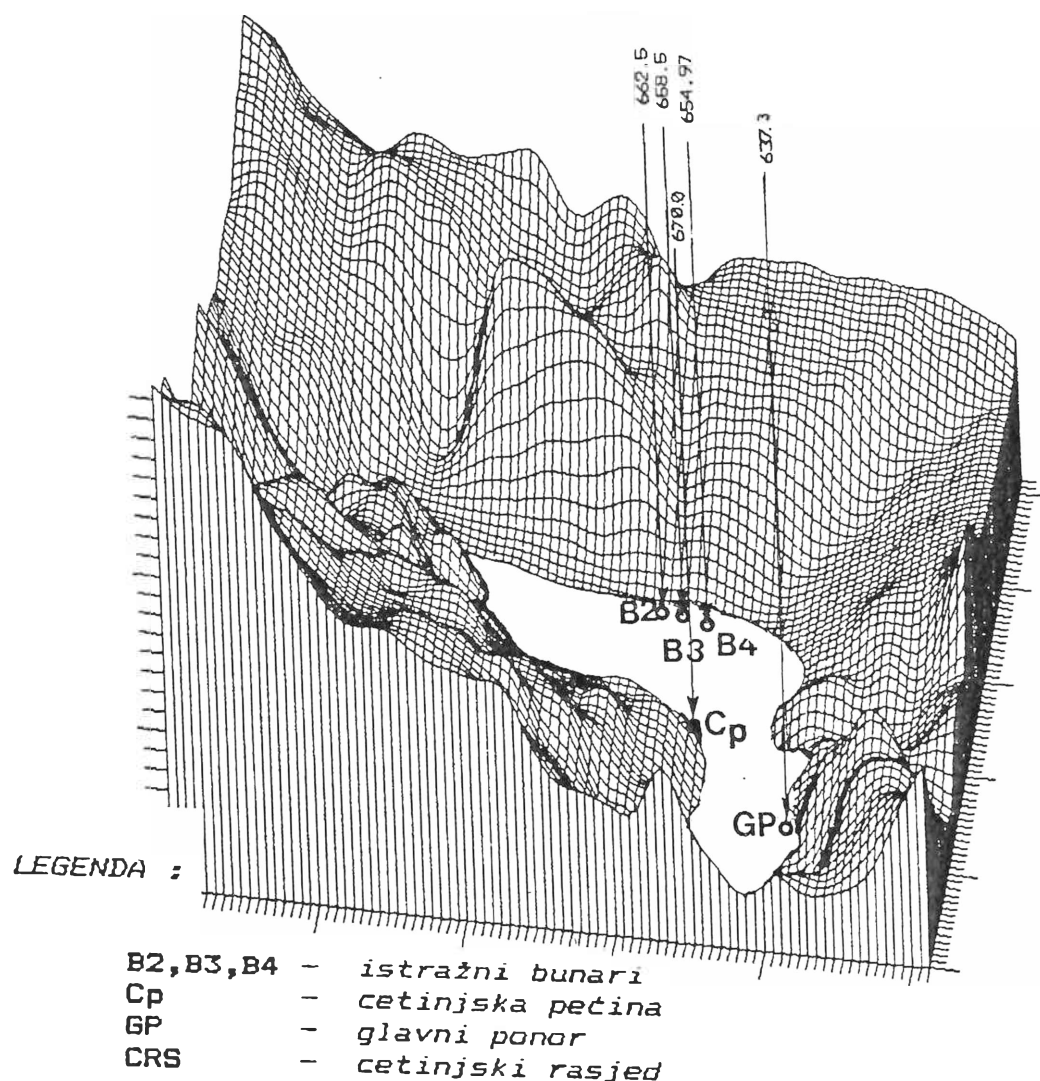 662.5
658.5
654.97
670.0
637.3
B2
B3
B4
Cp
GP
LEGENDA :
B2,B3,B4 – istražni bunari
Cp – cetinjska pećina
GP – glavni ponor
CRS – cetinjski rasjed